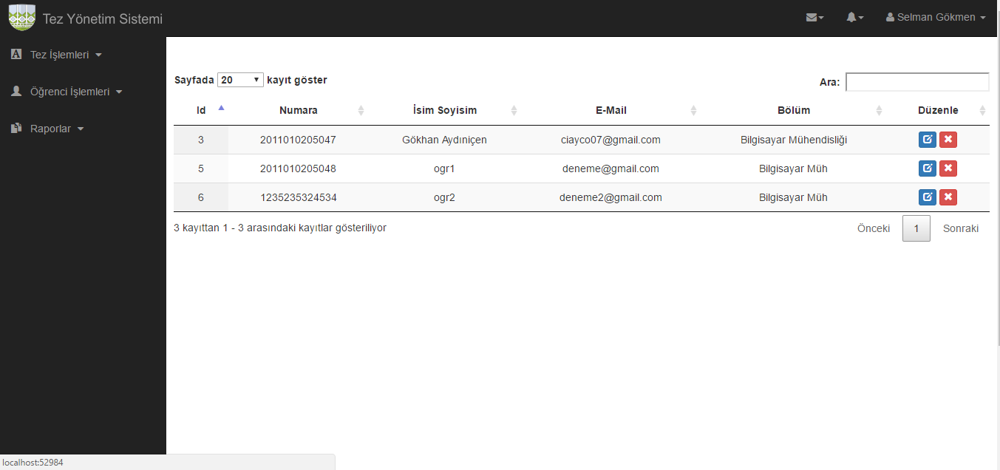 Tez Yönetim Sistemi
Selman Gökmen
Tez İşlemleri
Öğrenci İşlemleri
Raporlar
Sayfada 20 kayıt göster
Ara:
Id Numara İsim Soyisim E-Mail Bölüm Düzenle
3 2011010205047 Gökhan Aydıniçen ciayco07@gmail.com Bilgisayar Mühendisliği
5 2011010205048 ogr1 deneme@gmail.com Bilgisayar Müh
6 1235235324534 ogr2 deneme2@gmail.com Bilgisayar Müh
3 kayıttan 1 - 3 arasındaki kayıtlar gösteriliyor
Önceki 1 Sonraki
localhost:52984